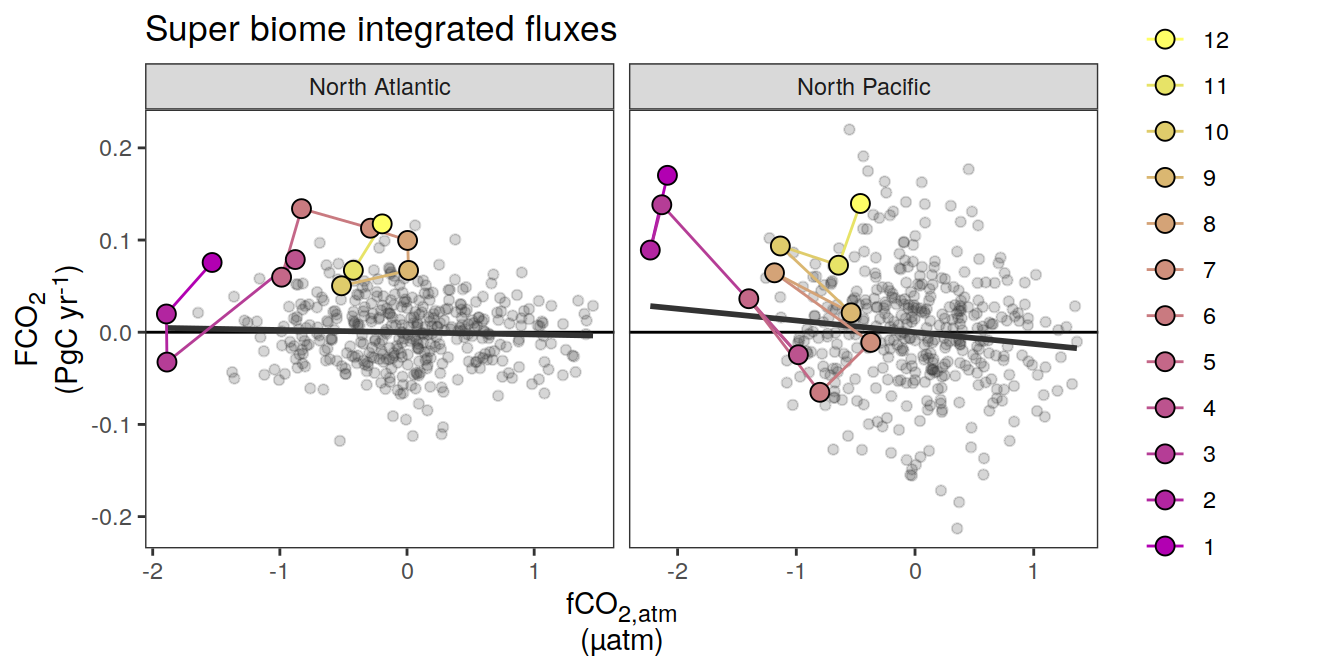 Super biome integrated fluxes
North Atlantic
North Pacific
FCO2
(PgC yr-1)
0.2
0.1
0.0
-0.1
-0.2
-2 -1 0 1
-2 -1 0 1
fCO2,atm
(µatm)
12
11
10
9
8
7
6
5
4
3
2
1